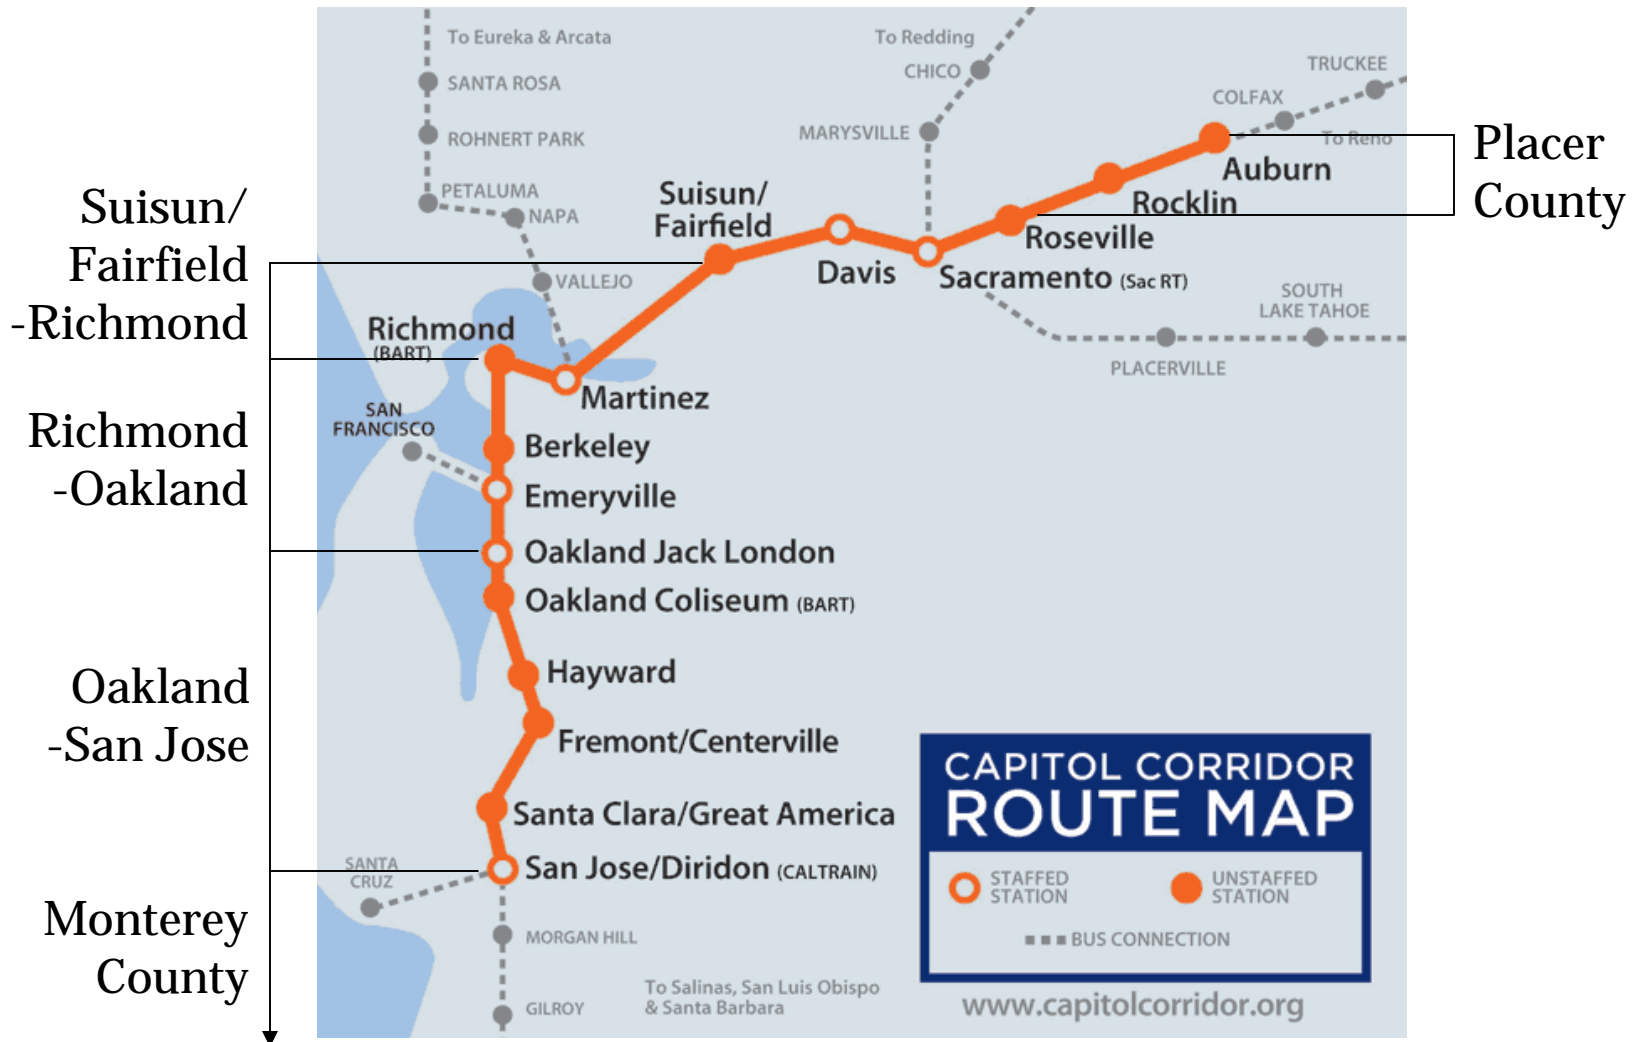 To Eureka & Arcata
SANTA ROSA
ROHNERT PARK
PETALUMA
NAPA
VALLEJO
To Redding
CHICO
MARYSVILLE
TRUCKEE
COLFAX
To Reno
Placer
County
Auburn
Rocklin
Roseville
Sacramento (Sac RT)
Davis
Suisun/
Fairfield
SOUTH
LAKE TAHOE
PLACERVILLE
Suisun/
Fairfield
-Richmond
Richmond
(BART)
Martinez
SAN
FRANCISCO
Richmond
-Oakland
Berkeley
Emeryville
Oakland Jack London
Oakland Coliseum (BART)
Hayward
Oakland
-San Jose
Fremont/Centerville
Santa Clara/Great America
San Jose/Diridon (CALTRAIN)
SANTA
CRUZ
Monterey
County
MORGAN HILL
GILROY
To Salinas, San Luis Obispo
& Santa Barbara
CAPITOL CORRIDOR
ROUTE MAP
STAFFED
STATION
UNSTAFFED
STATION
BUS CONNECTION
www.capitolcorridor.org